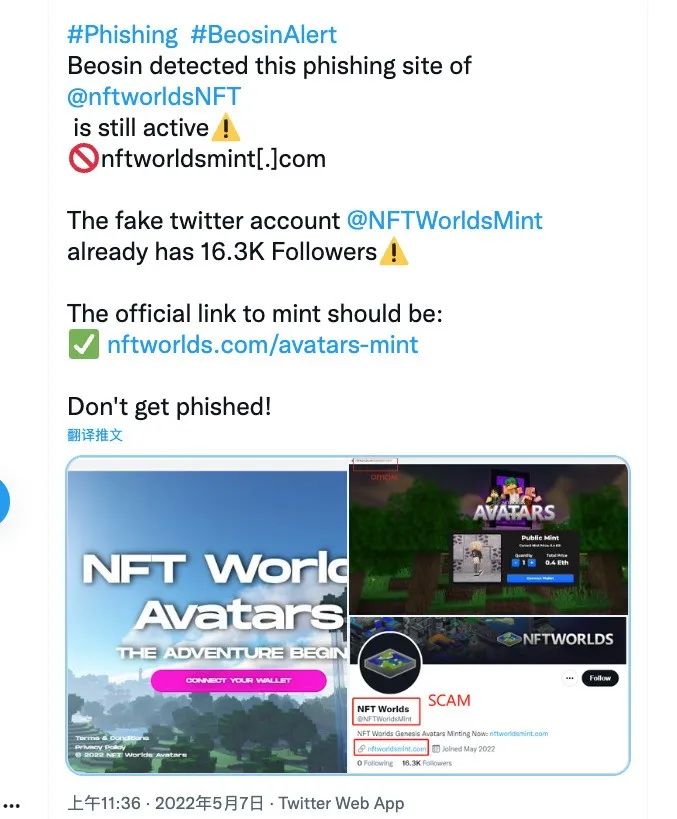 #Phishing #BeosinAlert
Beosin detected this phishing site of
@nftworldsNFT
is still active⚠️
🚫nftworldsmint[.]com
The fake twitter account @NFTWorldsMint
already has 16.3K Followers⚠️
The official link to mint should be:
✅ nftworlds.com/avatars-mint
Don't get phished!
翻译推文
NFT World
Avatars
THE ADVENTURE BEGIN
CONNECT YOUR WALLET
Terms & Conditions
Privacy Policy
© 2022 NFT Worlds Avatars
AVATARS
Public Mint
Quantity
Total Price
- 1 +
0.4 Eth
Connect Wallet
NFTWORLDS
... Follow
NFT Worlds
SCAM
@NFTWorldsMint
NFT Worlds Genesis Avatars Minting Now: nftworldsmint.com
nftworldsmint.com Joined May 2022
0 Following 16.3K Followers
... 上午11:36 · 2022年5月7日 · Twitter Web App